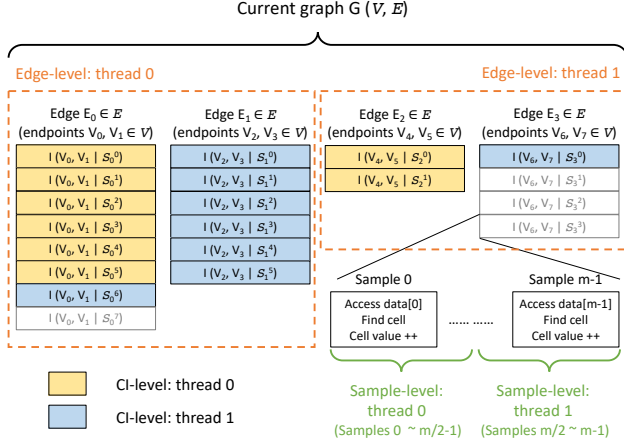 Current graph G (V, E)
Edge-level: thread 0
Edge-level: thread 1
Edge E₀ ∈ E
(endpoints V₀, V₁ ∈ V)
I (V₀, V₁ | S₀⁰)
I (V₀, V₁ | S₀¹)
I (V₀, V₁ | S₀²)
I (V₀, V₁ | S₀³)
I (V₀, V₁ | S₀⁴)
I (V₀, V₁ | S₀⁵)
I (V₀, V₁ | S₀⁶)
I (V₀, V₁ | S₀⁷)
Edge E₁ ∈ E
(endpoints V₂, V₃ ∈ V)
I (V₂, V₃ | S₁⁰)
I (V₂, V₃ | S₁¹)
I (V₂, V₃ | S₁²)
I (V₂, V₃ | S₁³)
I (V₂, V₃ | S₁⁴)
I (V₂, V₃ | S₁⁵)
Edge E₂ ∈ E
(endpoints V₄, V₅ ∈ V)
I (V₄, V₅ | S₂⁰)
I (V₄, V₅ | S₂¹)
Edge E₃ ∈ E
(endpoints V₆, V₇ ∈ V)
I (V₆, V₇ | S₃⁰)
I (V₆, V₇ | S₃¹)
I (V₆, V₇ | S₃²)
I (V₆, V₇ | S₃³)
Sample 0
Access data[0]
Find cell
Cell value ++
...... ......
Sample m-1
Access data[m-1]
Find cell
Cell value ++
CI-level: thread 0
CI-level: thread 1
Sample-level:
thread 0
(Samples 0 ~ m/2-1)
Sample-level:
thread 1
(Samples m/2 ~ m-1)